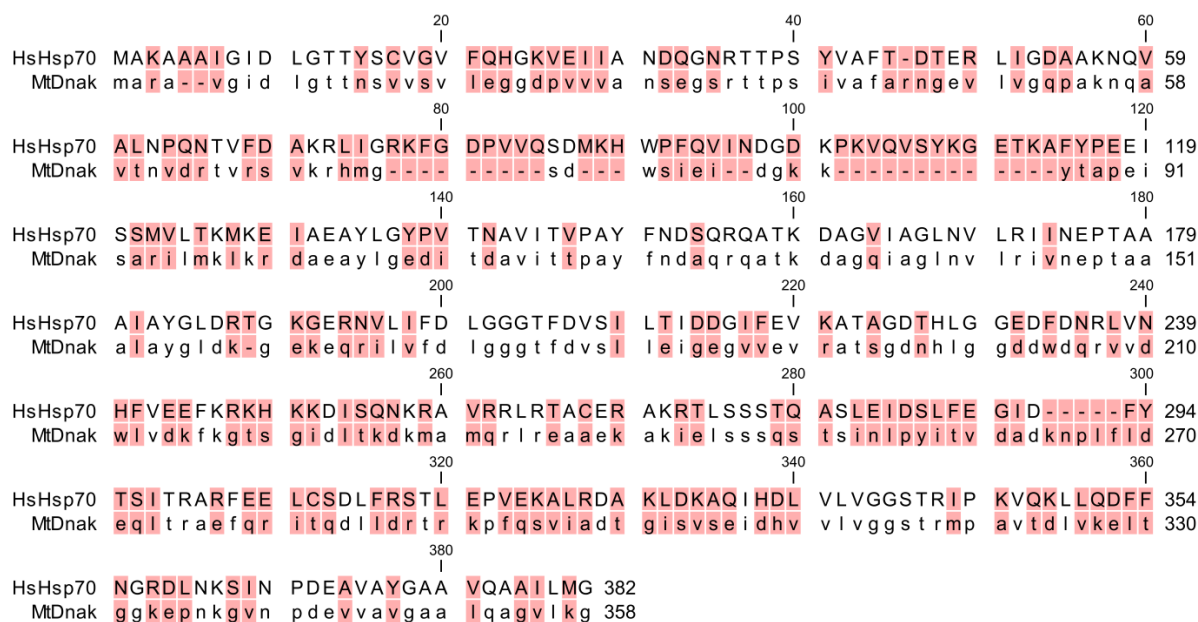 20 40 60
HsHsp70 MAKAAAIGID LGTTYSCVGV FQHGKVEIIA NDQGNRTTPS YVAFT-DTER LIGDAAKNQV 59
MtDnak mara--vgid lgttnsvvsv leggdpvvva nsegsrttps ivafarngev lvgqpaknqa 58
80 100 120
HsHsp70 ALNPQNTVFD AKRLIGRKFG DPVVQSDMKH WPFQVINDGD KPKVQVSYKG ETKAFYPEEI 119
MtDnak vtnvdrtvrs vkrhmg---- -----sd--- wsiei--dgk k--------- ----ytapei 91
140 160 180
HsHsp70 SSMVLTKMKE IAEAYLGYPV TNAVITVPAY FNDSQRQATK DAGVIAGLNV LRIINEPTAA 179
MtDnak sarilmklkr daeaylgedi tdavittpay fndaqrqatk dagqiaglnv lrivneptaa 151
200 220 240
HsHsp70 AIAYGLDRTG KGERNVLIFD LGGGTFDVSI LTIDDGIFEV KATAGDTHLG GEDFDNRLVN 239
MtDnak alaygldk-g ekeqrilvfd lgggtfdvsl leigegvvev ratsgdnhlg gddwdqrvvd 210
260 280 300
HsHsp70 HFVEEFKRKH KKDISQNKRA VRRLRTACER AKRTLSSSTQ ASLEIDSLFE GID-----FY 294
MtDnak wlvdkfkgts gidltkdkma mqrlreaaek akielsssqs tsinlpyitv dadknplfld 270
320 340 360
HsHsp70 TSITRARFEE LCSDLFRSTL EPVEKALRDA KLDKAQIHDL VLVGGSTRIP KVQKLLQDFF 354
MtDnak eqltraefqr itqdlldrtr kpfqsviadt gisvseidhv vlvggstrmp avtdlvkelt 330
380
HsHsp70 NGRDLNKSIN PDEAVAYGAA VQAAILMG 382
MtDnak ggkepnkgvn pdevvavgaa lqagvlkg 358